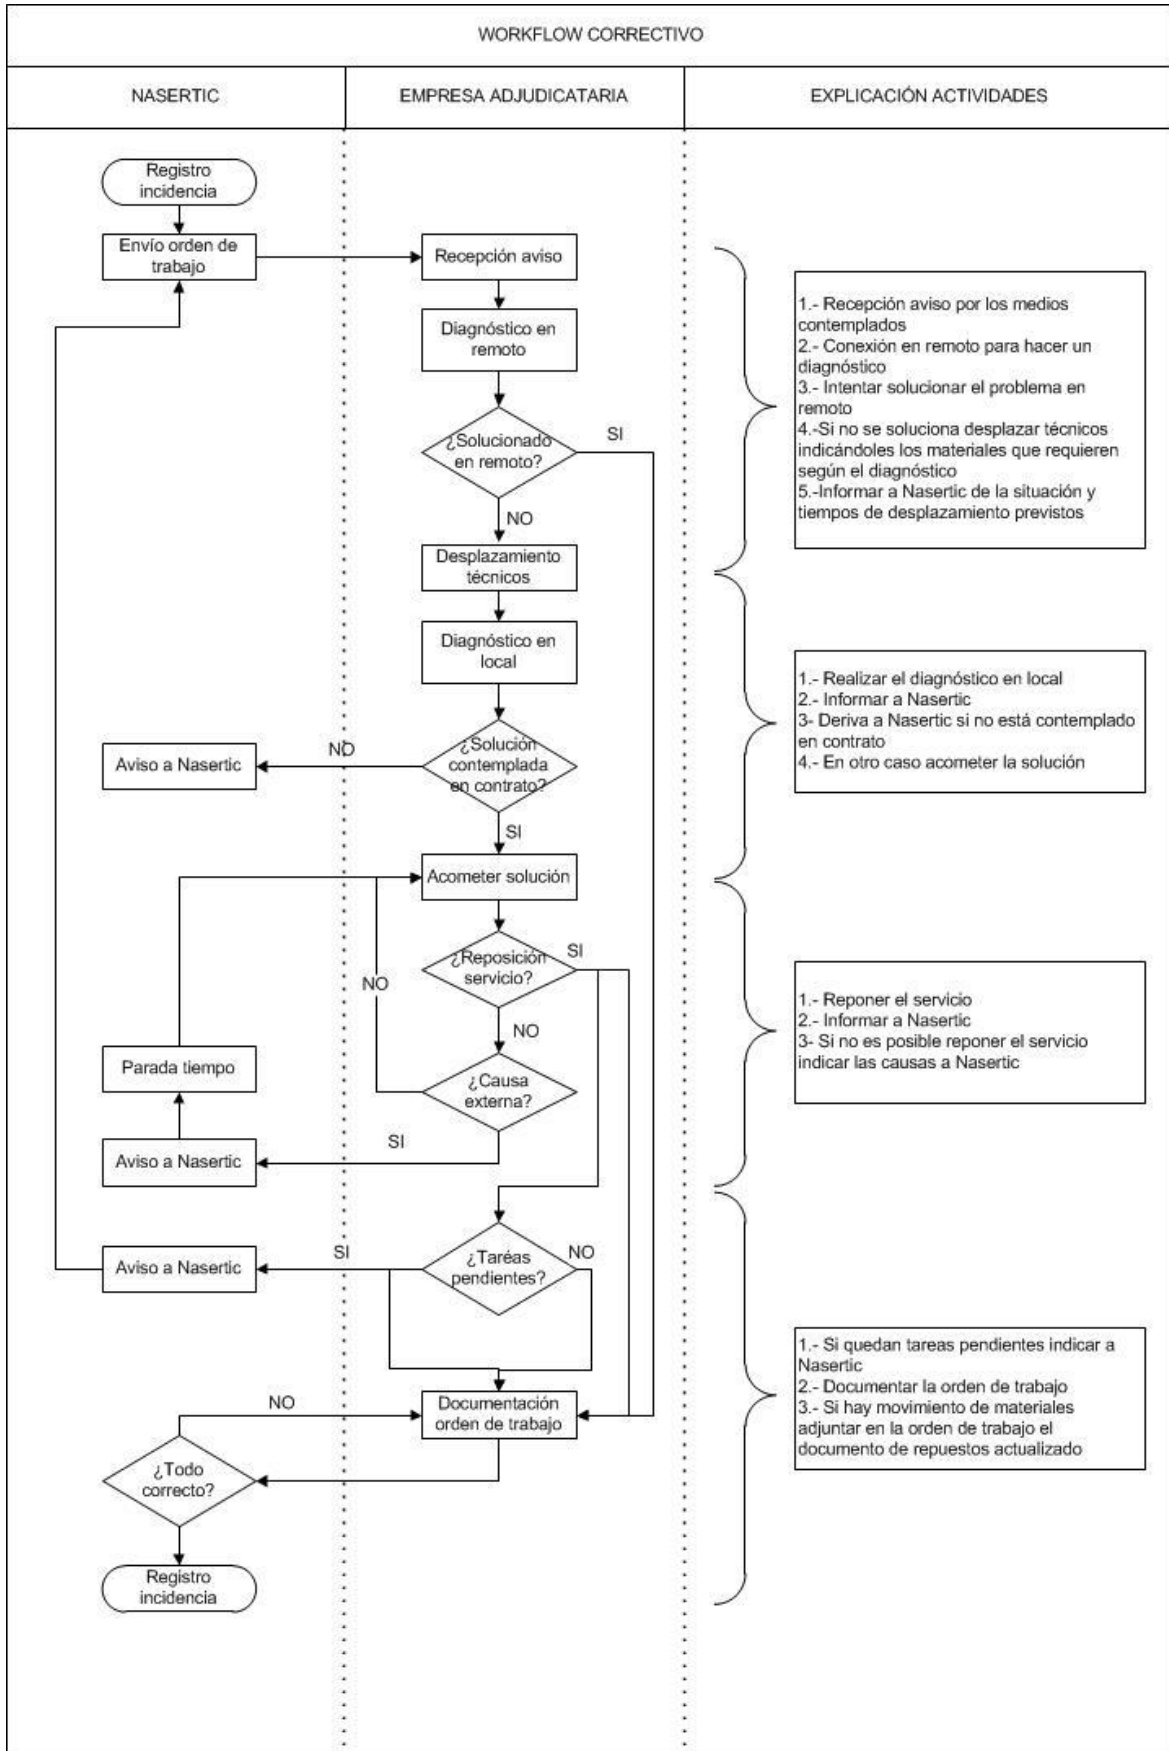 WORKFLOW CORRECTIVO
NASERTIC
EMPRESA ADJUDICATARIA
EXPLICACIÓN ACTIVIDADES
Registro
incidencia
Envío orden de
trabajo
Recepción aviso
Diagnóstico en
remoto
¿Solucionado
en remoto?
SI
NO
Desplazamiento
técnicos
Diagnóstico en
local
¿Solución
contemplada
en contrato?
NO
Aviso a Nasertic
SI
Acometer solución
¿Reposición
servicio?
SI
NO
NO
¿Causa
externa?
Parada tiempo
SI
Aviso a Nasertic
¿Taréas
pendientes?
SI
NO
Aviso a Nasertic
Documentación
orden de trabajo
NO
¿Todo
correcto?
Registro
incidencia
1.- Recepción aviso por los medios
contemplados
2.- Conexión en remoto para hacer un
diagnóstico
3.- Intentar solucionar el problema en
remoto
4.-Si no se soluciona desplazar técnicos
indicándoles los materiales que requieren
según el diagnóstico
5.-Informar a Nasertic de la situación y
tiempos de desplazamiento previstos
1.- Realizar el diagnóstico en local
2.- Informar a Nasertic
3- Deriva a Nasertic si no está contemplado
en contrato
4.- En otro caso acometer la solución
1.- Reponer el servicio
2.- Informar a Nasertic
3- Si no es posible reponer el servicio
indicar las causas a Nasertic
1.- Si quedan tareas pendientes indicar a
Nasertic
2.- Documentar la orden de trabajo
3.- Si hay movimiento de materiales
adjuntar en la orden de trabajo el
documento de repuestos actualizado